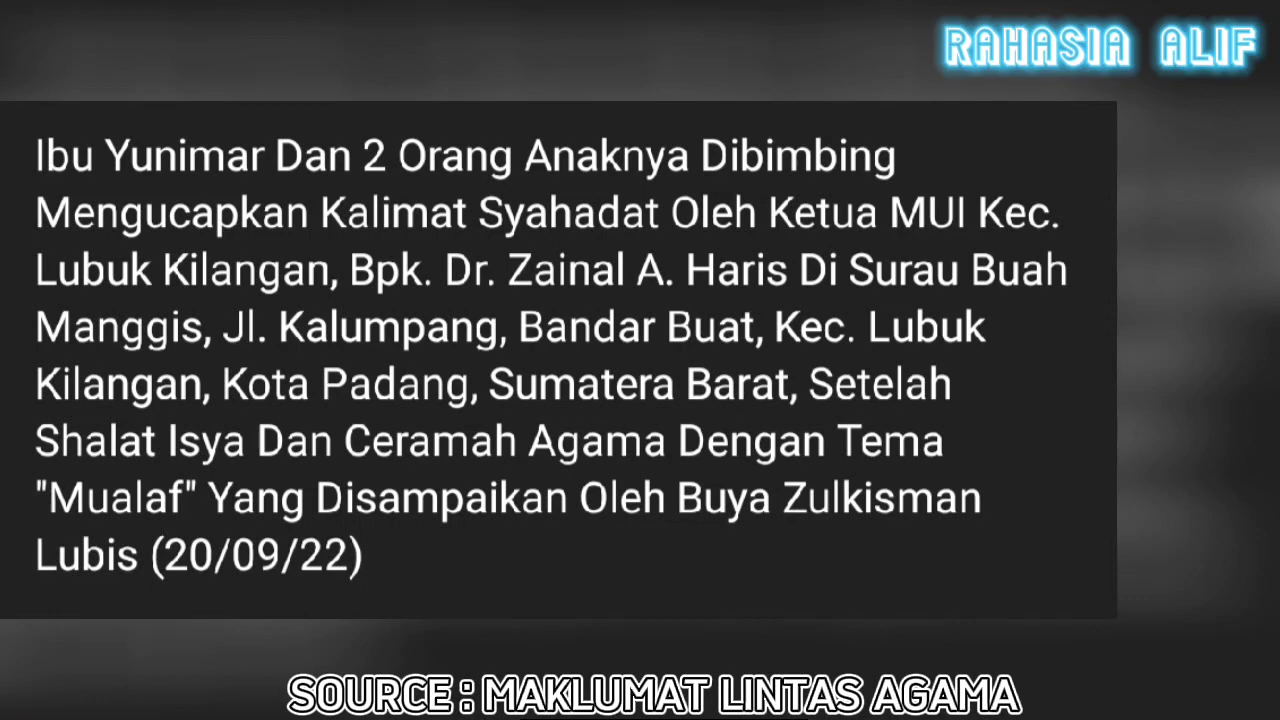 RAHASIA ALIF
Ibu Yunimar Dan 2 Orang Anaknya Dibimbing
Mengucapkan Kalimat Syahadat Oleh Ketua MUI Kec.
Lubuk Kilangan, Bpk. Dr. Zainal A. Haris Di Surau Buah
Manggis, Jl. Kalumpang, Bandar Buat, Kec. Lubuk
Kilangan, Kota Padang, Sumatera Barat, Setelah
Shalat Isya Dan Ceramah Agama Dengan Tema
"Mualaf" Yang Disampaikan Oleh Buya Zulkisman
Lubis (20/09/22)
SOURCE : MAKLUMAT LINTAS AGAMA